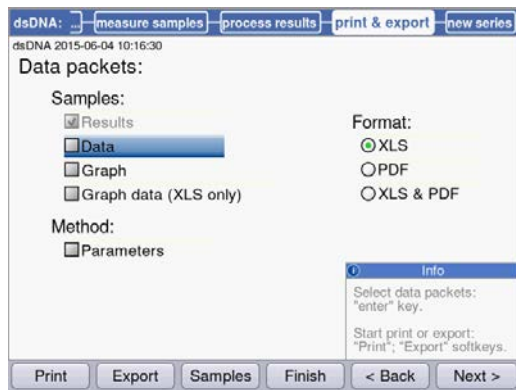 dsDNA: ... measure samples process results print & export new series
dsDNA 2015-06-04 10:16:30
Data packets:
Samples:
Results
Data
Graph
Graph data (XLS only)
Method:
Parameters
Format:
XLS
PDF
XLS & PDF
Info
Select data packets:
"enter" key.
Start print or export:
"Print"; "Export" softkeys.
Print Export Samples Finish < Back Next >